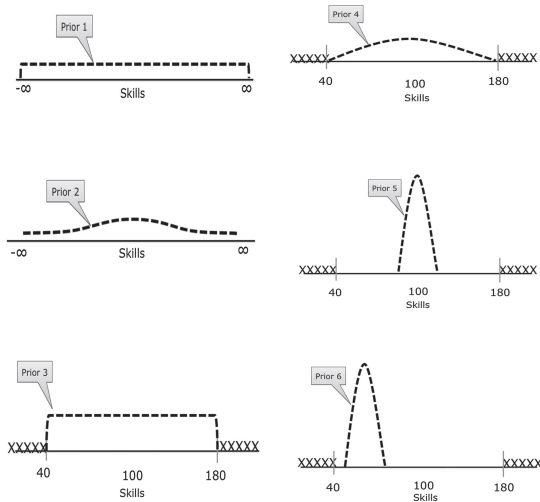 Prior 1
-∞ ∞
Skills
Prior 2
-∞ ∞
Skills
Prior 3
XXXXX XXXXX
40 100 180
Skills
Prior 4
XXXXX XXXXX
40 100 180
Skills
Prior 5
XXXXX XXXXX
40 100 180
Skills
Prior 6
XXXXX XXXXX
40 100 180
Skills